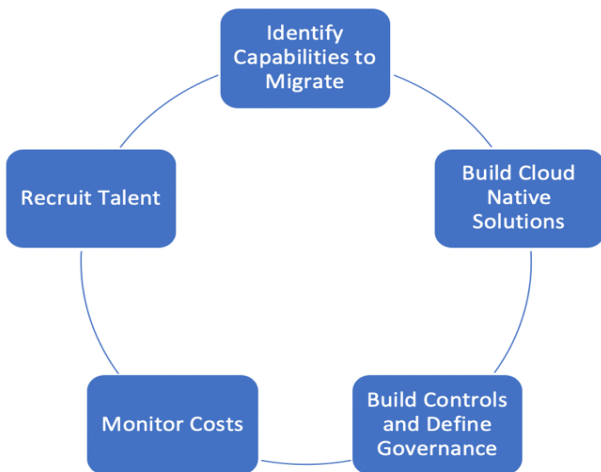 Identify
Capabilities to
Migrate
Build Cloud
Native
Solutions
Build Controls
and Define
Governance
Monitor Costs
Recruit Talent